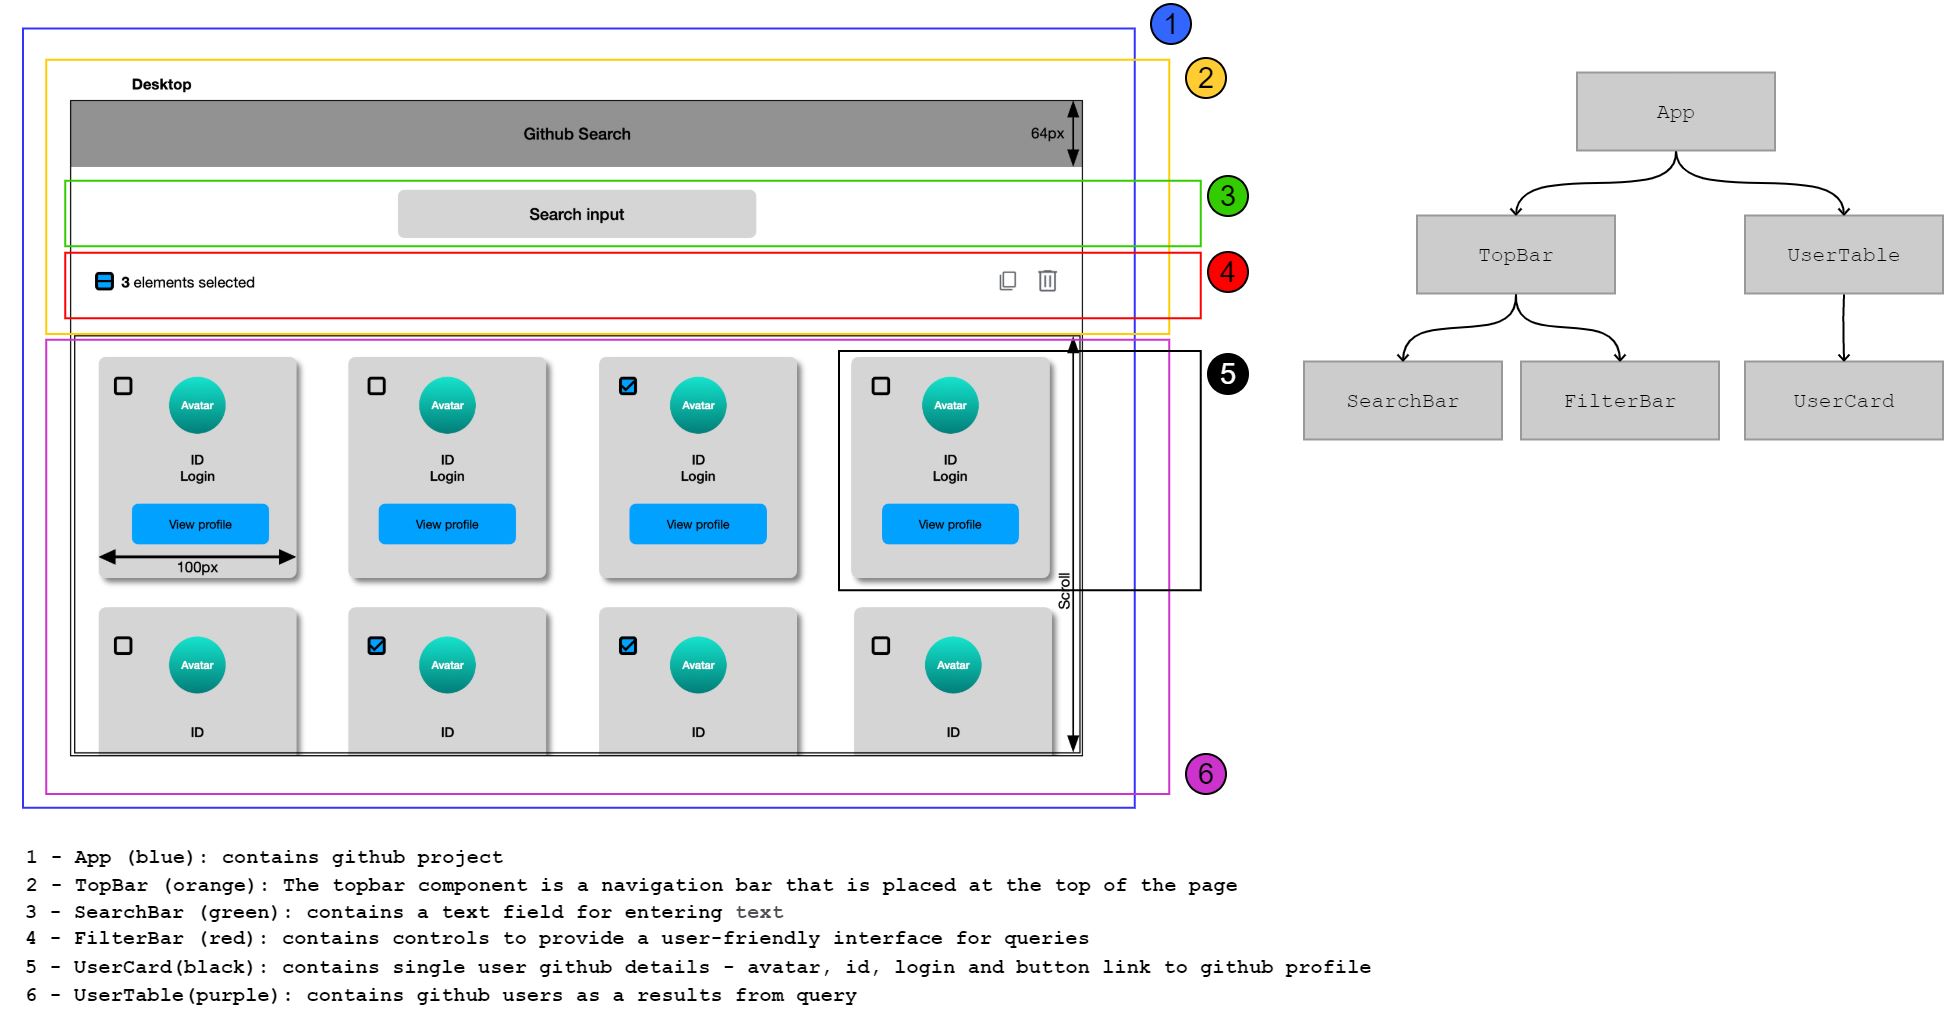 1
2
Desktop
App
Github Search
64px
3
Search input
TopBar
UserTable
4
3 elements selected
5
SearchBar
FilterBar
UserCard
Avatar
Avatar
Avatar
Avatar
ID
ID
ID
ID
Login
Login
Login
Login
View profile
View profile
View profile
View profile
100px
Scroll
Avatar
Avatar
Avatar
Avatar
ID
ID
ID
ID
6
1 - App (blue): contains github project
2 - TopBar (orange): The topbar component is a navigation bar that is placed at the top of the page
3 - SearchBar (green): contains a text field for entering text
4 - FilterBar (red): contains controls to provide a user-friendly interface for queries
5 - UserCard(black): contains single user github details - avatar, id, login and button link to github profile
6 - UserTable(purple): contains github users as a results from query